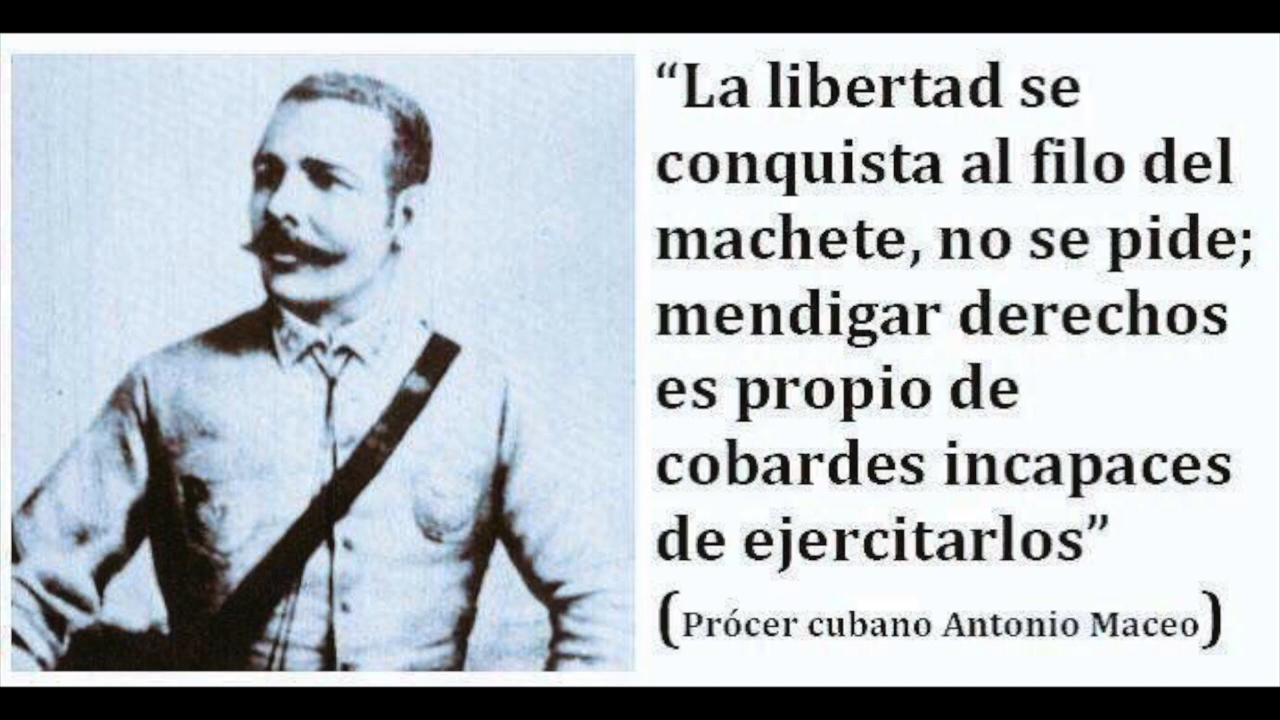 “La libertad se
conquista al filo del
machete, no se pide;
mendigar derechos
es propio de
cobardes incapaces
de ejercitarlos”
(Prócer cubano Antonio Maceo)